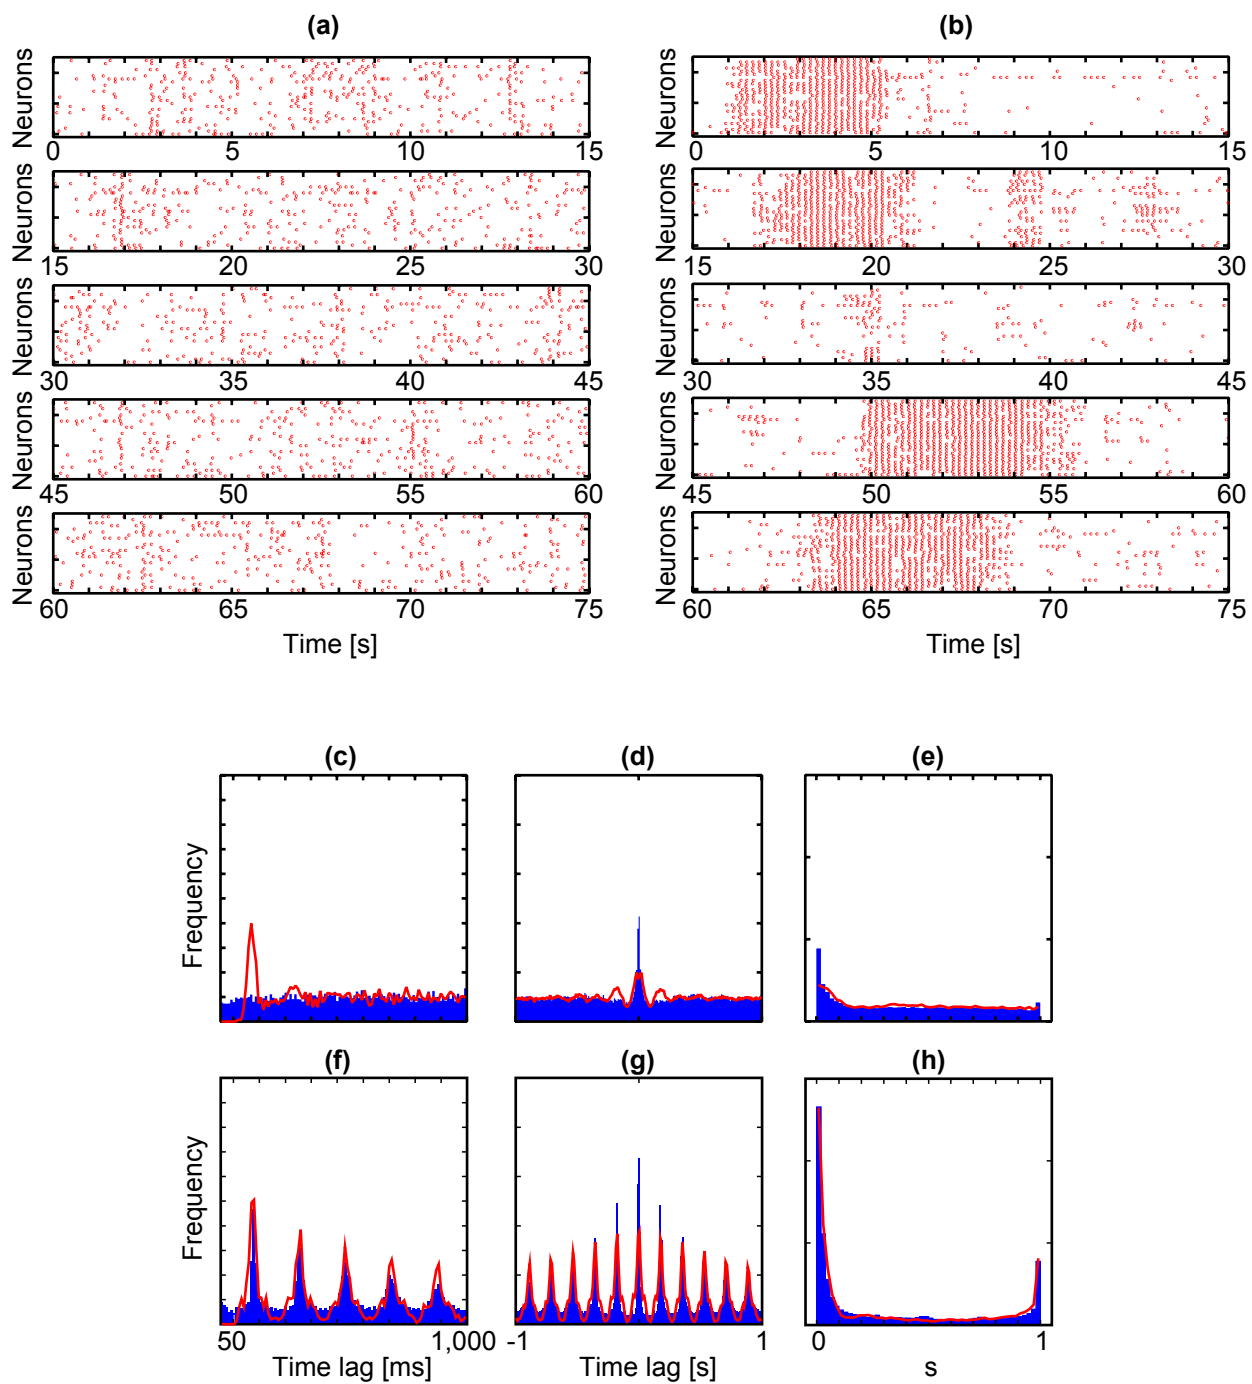 (a)
(b)
Neurons
0 5 10 15
Neurons
0 5 10 15
Neurons
15 20 25 30
Neurons
15 20 25 30
Neurons
30 35 40 45
Neurons
30 35 40 45
Neurons
45 50 55 60
Neurons
45 50 55 60
Neurons
60 65 70 75
Neurons
60 65 70 75
Time [s]
Time [s]
(c)
(d)
(e)
Frequency
(f)
(g)
(h)
Frequency
50 1,000
-1 1
0 1
Time lag [ms]
Time lag [s]
s